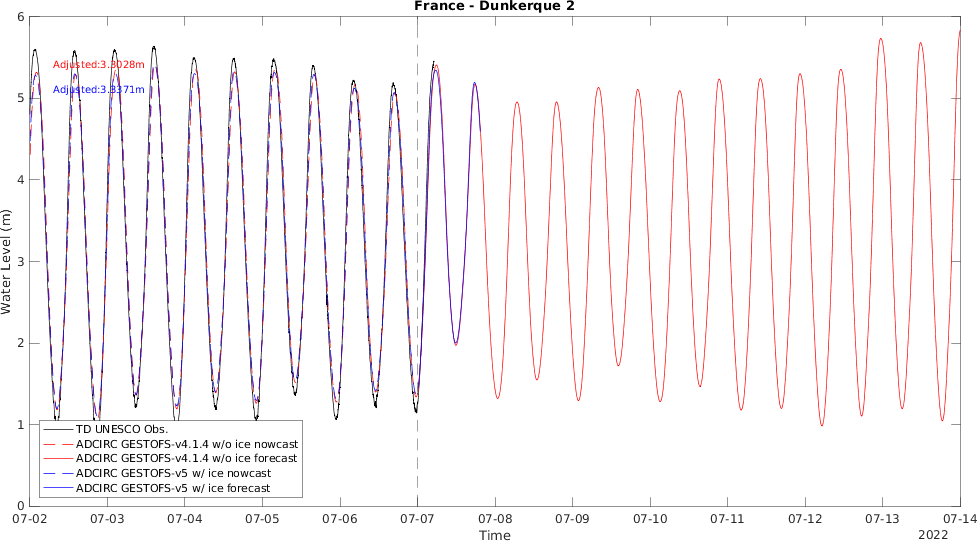 France - Dunkerque 2
Adjusted:3.3028m
Adjusted:3.3371m
Water Level (m)
6
5
4
3
2
1
0
TD UNESCO Obs.
ADCIRC GESTOFS-v4.1.4 w/o ice nowcast
ADCIRC GESTOFS-v4.1.4 w/o ice forecast
ADCIRC GESTOFS-v5 w/ ice nowcast
ADCIRC GESTOFS-v5 w/ ice forecast
07-02 07-03 07-04 07-05 07-06 07-07 07-08 07-09 07-10 07-11 07-12 07-13 07-14
Time
2022